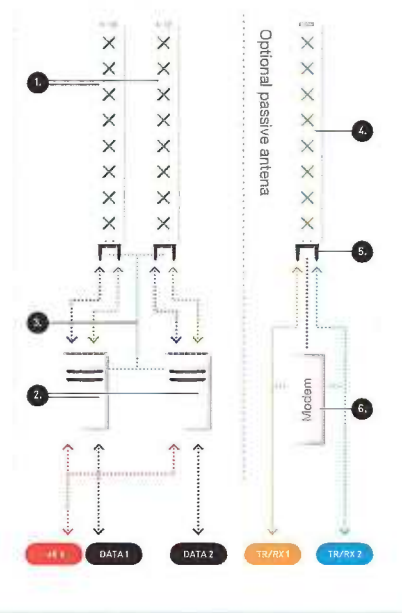 1.
Optional passive antena
4.
5.
3.
2.
Modem
6.
DATA 1
DATA 2
TR/RX 1
TR/RX 2